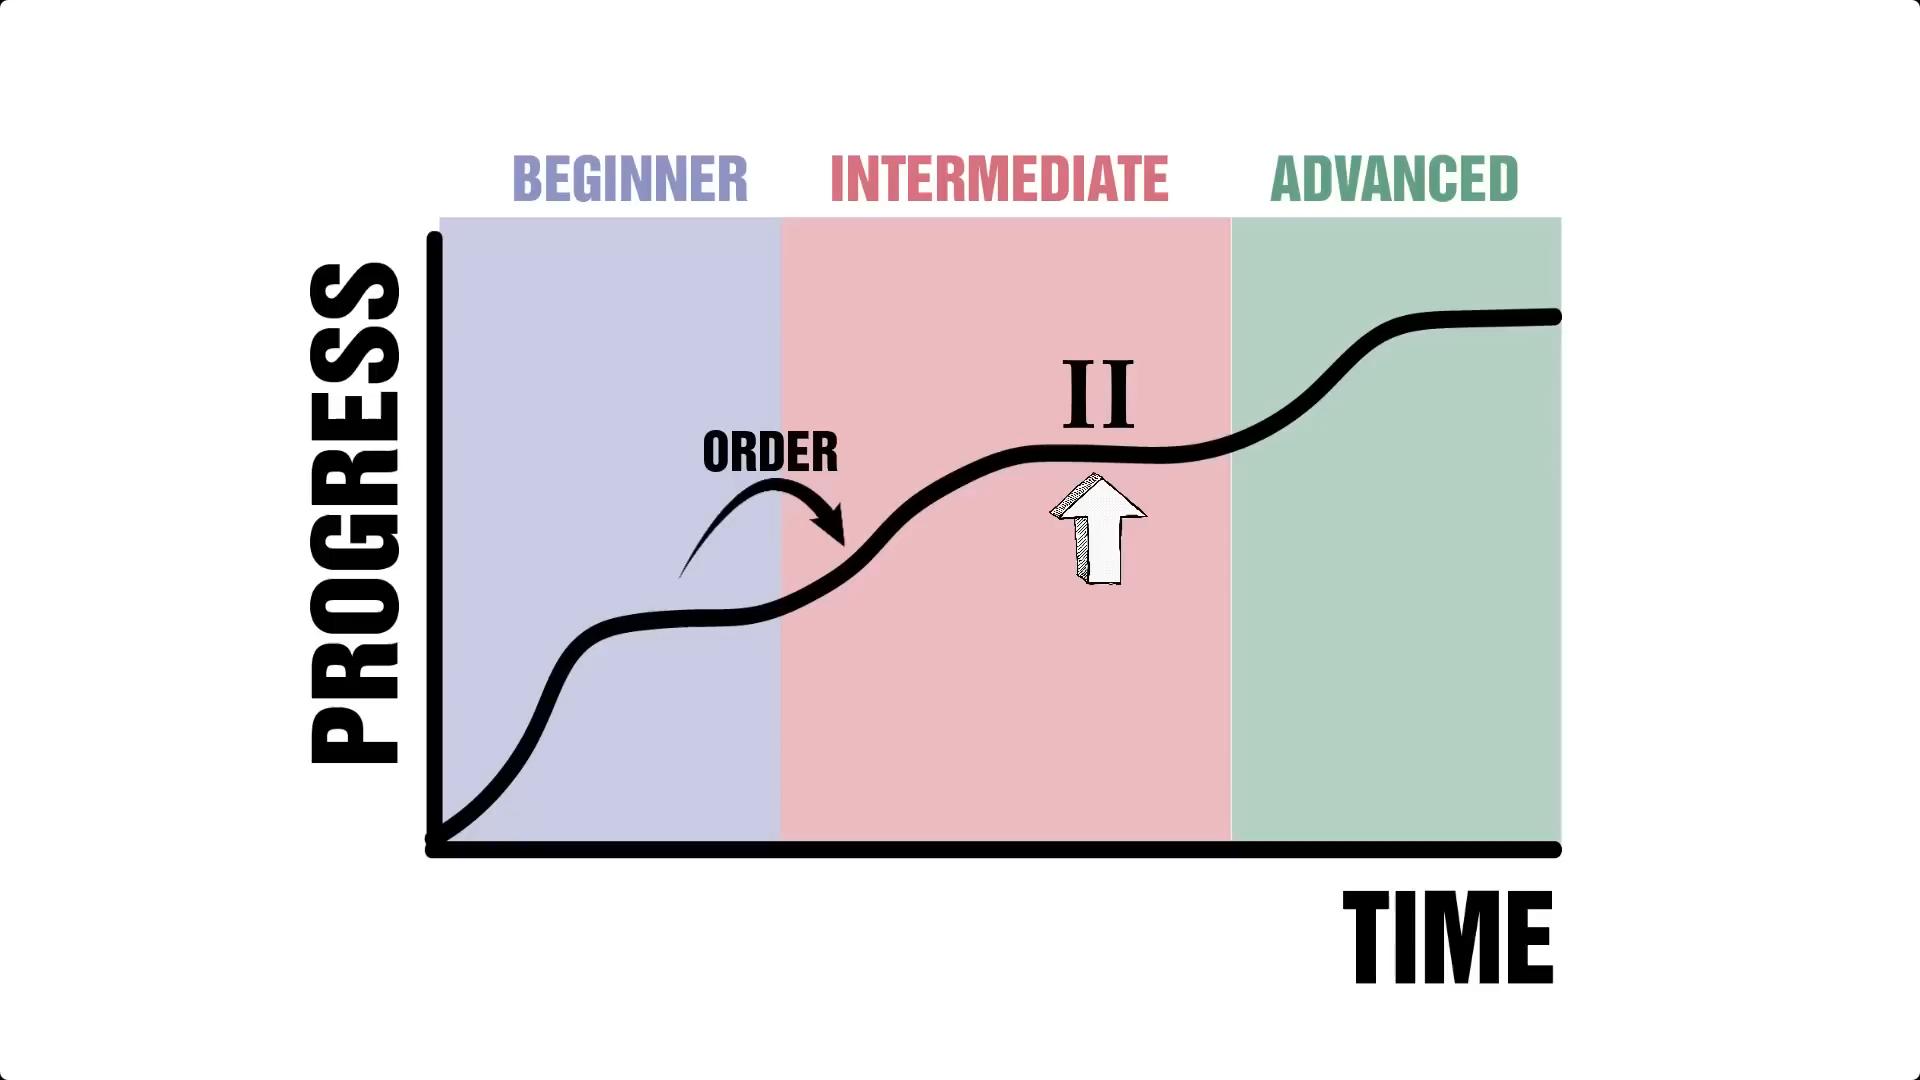 BEGINNER
INTERMEDIATE
ADVANCED
PROGRESS
ORDER
II
TIME